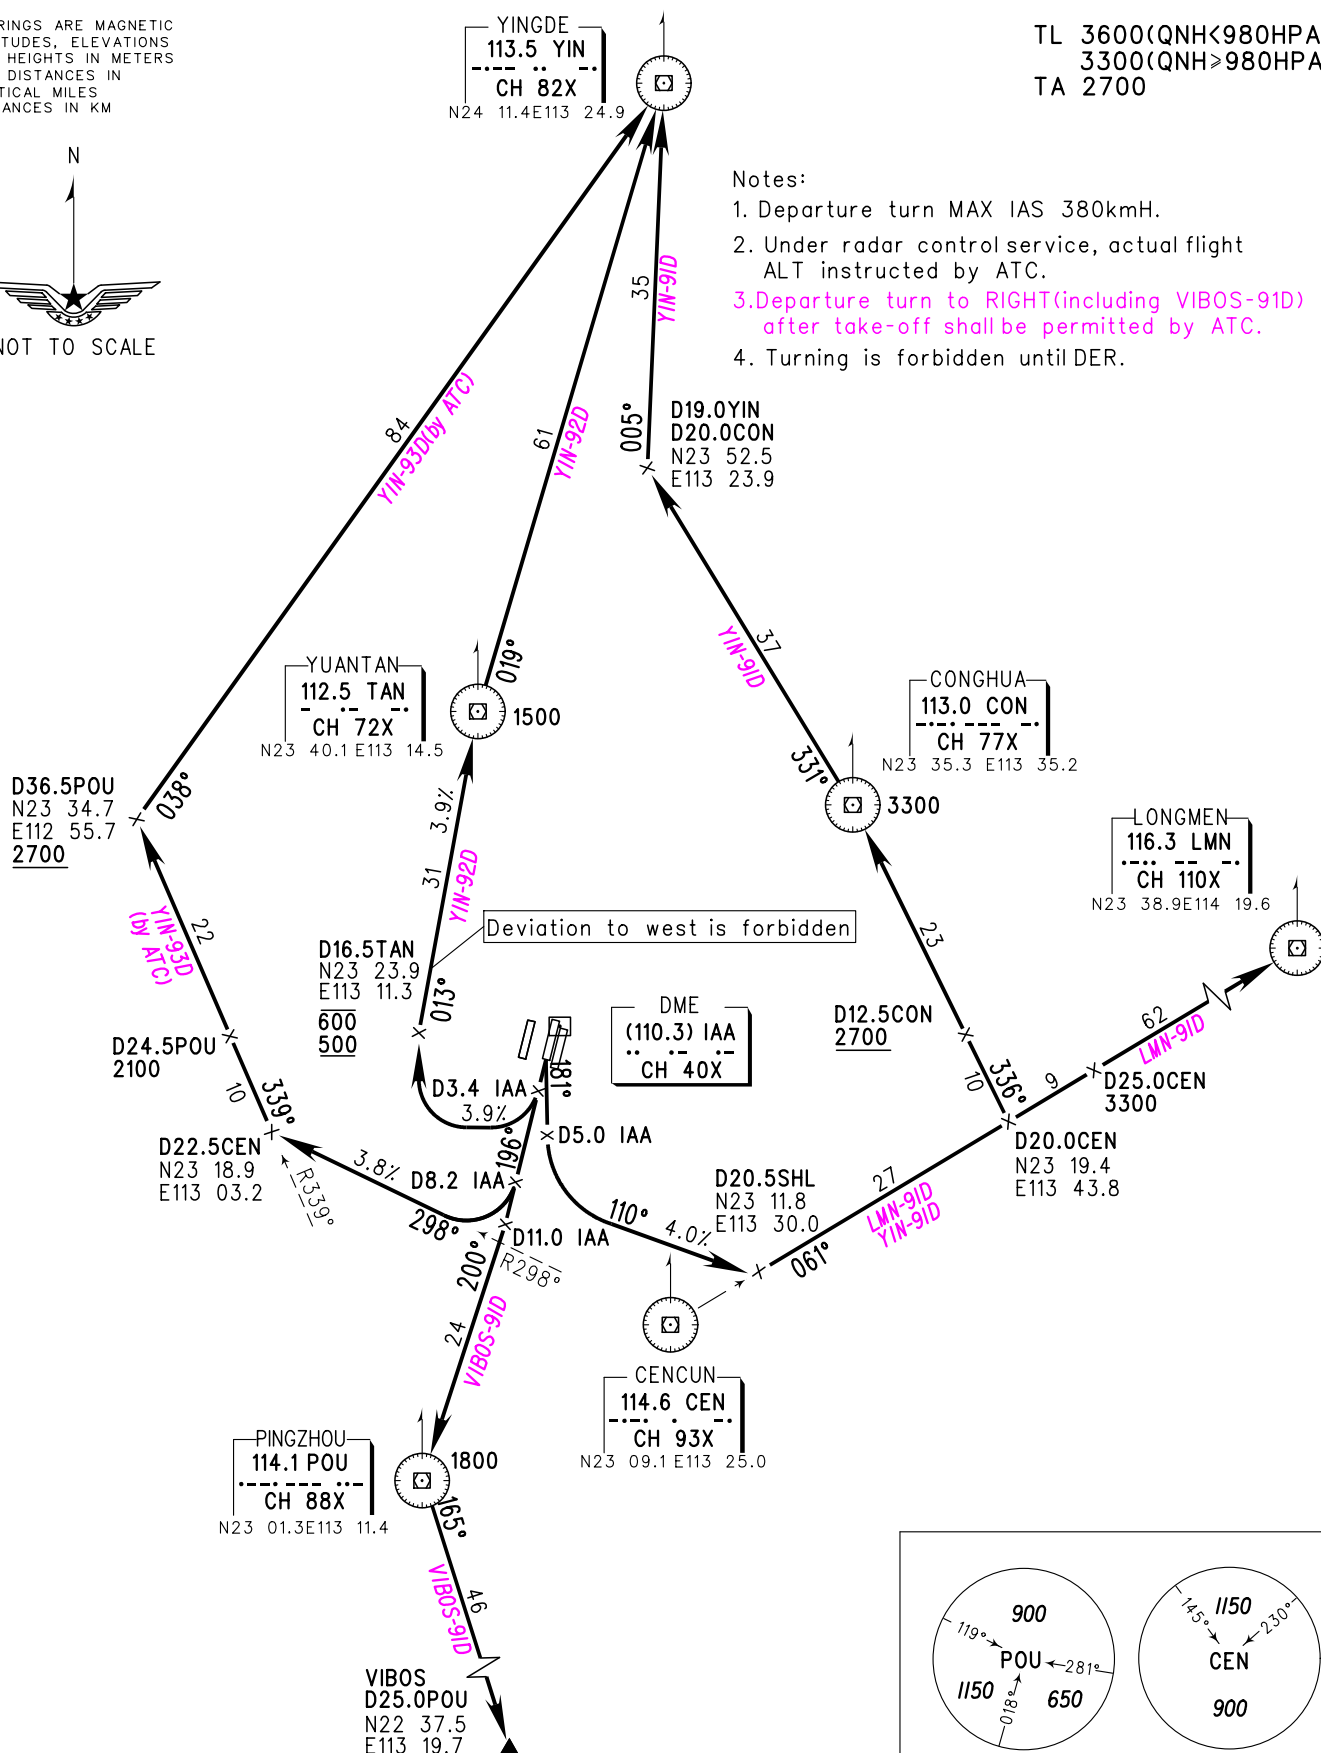 RINGS ARE MAGNETIC
TUDES, ELEVATIONS
HEIGHTS IN METERS
DISTANCES IN
TICAL MILES
ANCES IN KM
N
NOT TO SCALE
YINGDE
113.5 YIN
CH 82X
N24 11.4E113 24.9
TL 3600(QNH<980HPA
3300(QNH≥980HPA
TA 2700
Notes:
1. Departure turn MAX IAS 380kmH.
2. Under radar control service, actual flight
ALT instructed by ATC.
3.Departure turn to RIGHT(including VIBOS-91D)
after take-off shall be permitted by ATC.
4. Turning is forbidden until DER.
84
YIN-93D(by ATC)
61
YIN-92D
35
YIN-91D
005°
D19.0YIN
D20.0CON
N23 52.5
E113 23.9
37
YIN-91D
YUANTAN
112.5 TAN
CH 72X
N23 40.1 E113 14.5
019°
1500
CONGHUA
113.0 CON
CH 77X
N23 35.3 E113 35.2
331°
3300
D36.5POU
N23 34.7
E112 55.7
2700
038°
3.9%
31
YIN-92D
LONGMEN
116.3 LMN
CH 110X
N23 38.9E114 19.6
YIN-93D
(by ATC)
22
Deviation to west is forbidden
23
D16.5TAN
N23 23.9
E113 11.3
600
500
013°
DME
(110.3) IAA
CH 40X
D12.5CON
2700
62
LMN-91D
D24.5POU
2100
10
339°
D3.4 IAA
3.9%
181°
196°
D5.0 IAA
10
336°
9
D25.0CEN
3300
D22.5CEN
N23 18.9
E113 03.2
R339°
3.8%
298°
D8.2 IAA
D11.0 IAA
R298°
200°
110°
4.0%
D20.5SHL
N23 11.8
E113 30.0
27
LMN-91D
YIN-91D
061°
D20.0CEN
N23 19.4
E113 43.8
24
VIBOS-91D
CENCUN
114.6 CEN
CH 93X
N23 09.1 E113 25.0
PINGZHOU
114.1 POU
CH 88X
N23 01.3E113 11.4
1800
165°
46
VIBOS-91D
VIBOS
D25.0POU
N22 37.5
E113 19.7
900
119°
POU
281°
1150
018°
650
1150
145°
230°
CEN
900